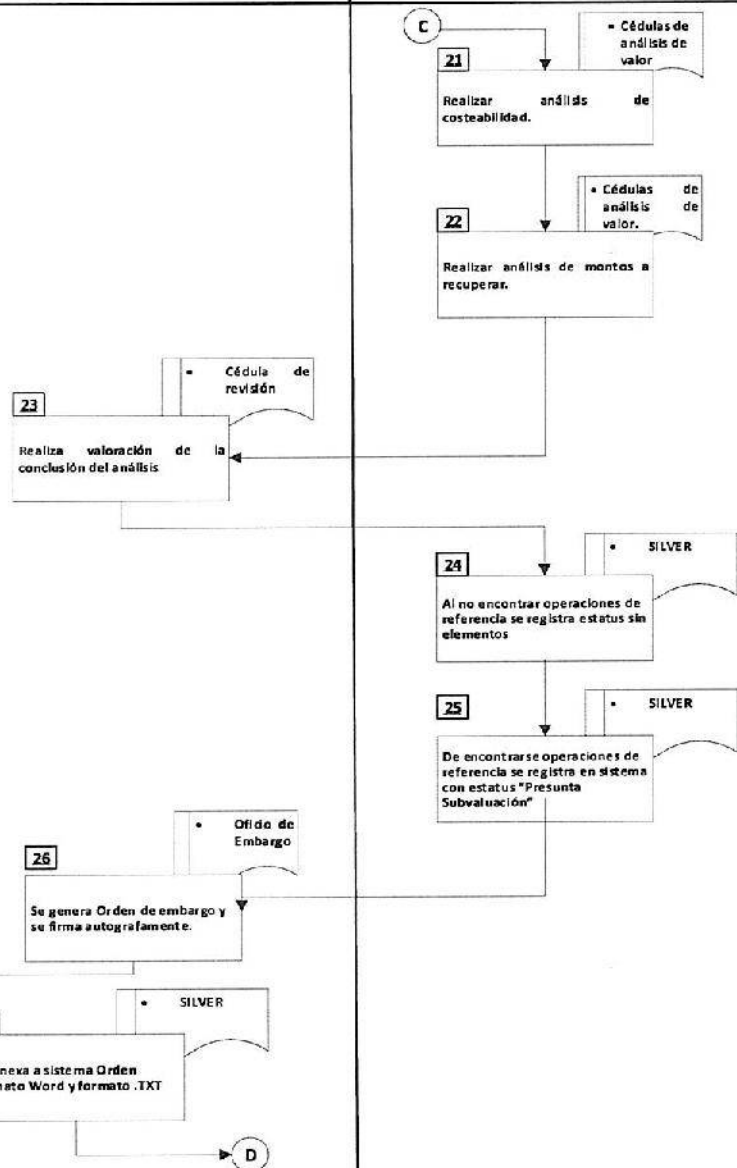 C
• Cédulas de
análisis de
valor
21
Realizar análisis de
costeabilidad.
• Cédulas de
análisis de
valor.
22
Realizar análisis de montos a
recuperar.
• Cédula de
revisión
23
Realiza valoración de la
conclusión del análisis
• SILVER
24
Al no encontrar operaciones de
referencia se registra estatus sin
elementos
• SILVER
25
De encontrarse operaciones de
referencia se registra en sistema
con estatus "Presunta
Subvaluación"
• Oficio de
Embargo
26
Se genera Orden de embargo y
se firma autografamente.
• SILVER
a sistema Orden
Word y formato .TXT
D